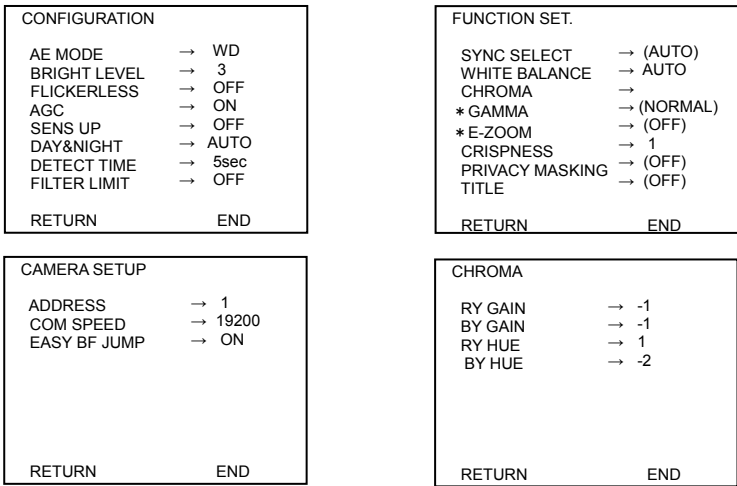 CONFIGURATION
AE MODE → WD
BRIGHT LEVEL → 3
FLICKERLESS → OFF
AGC → ON
SENS UP → OFF
DAY&NIGHT → AUTO
DETECT TIME → 5sec
FILTER LIMIT → OFF
RETURN END
FUNCTION SET.
SYNC SELECT → (AUTO)
WHITE BALANCE → AUTO
CHROMA →
* GAMMA → (NORMAL)
* E-ZOOM → (OFF)
CRISPNESS → 1
PRIVACY MASKING → (OFF)
TITLE → (OFF)
RETURN END
CAMERA SETUP
ADDRESS → 1
COM SPEED → 19200
EASY BF JUMP → ON
RETURN END
CHROMA
RY GAIN → -1
BY GAIN → -1
RY HUE → 1
BY HUE → -2
RETURN END